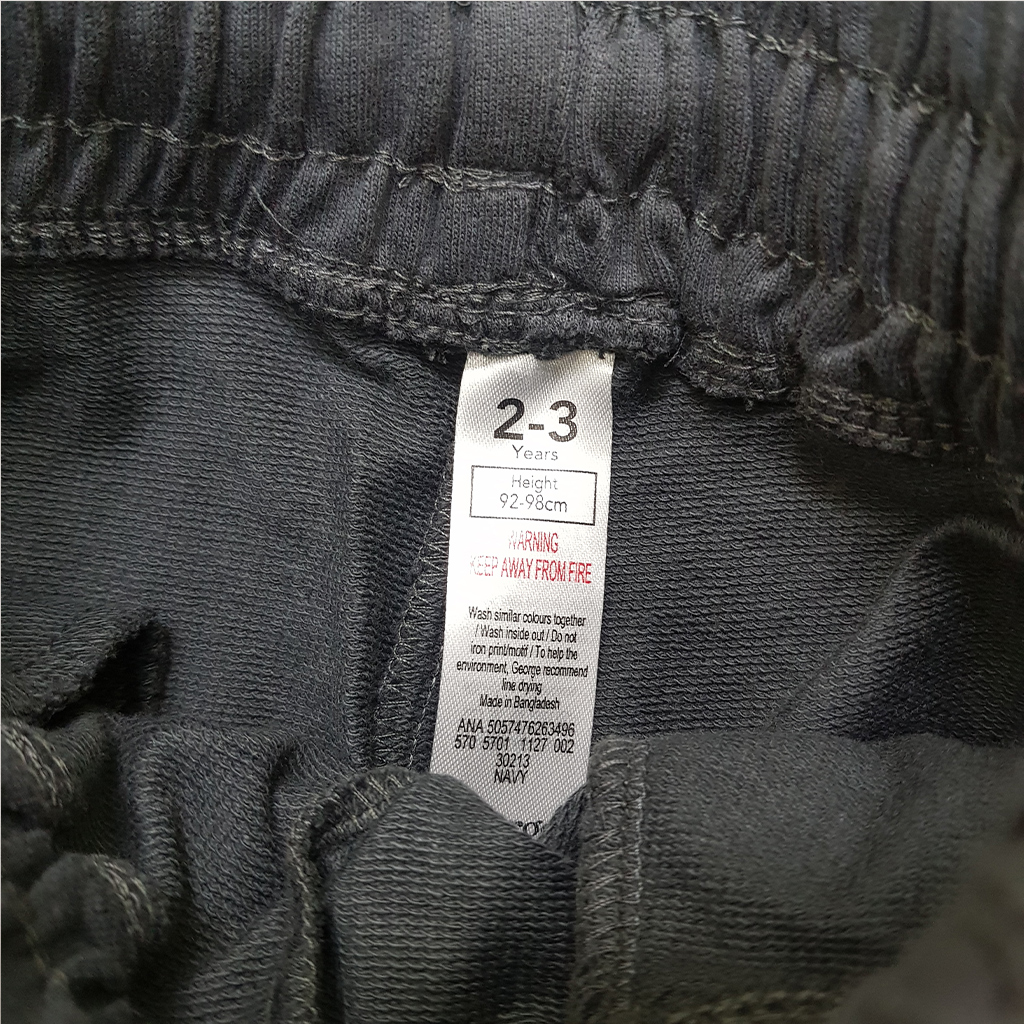 2-3
Years
Height
92-98cm
WARNING
KEEP AWAY FROM FIRE
Wash similar colours together
/ Wash inside out / Do not
iron print/motif / To help the
environment, George recommend
line drying
Made in Bangladesh
ANA 5057476263496
570 5701 1127 002
30213
NAVY